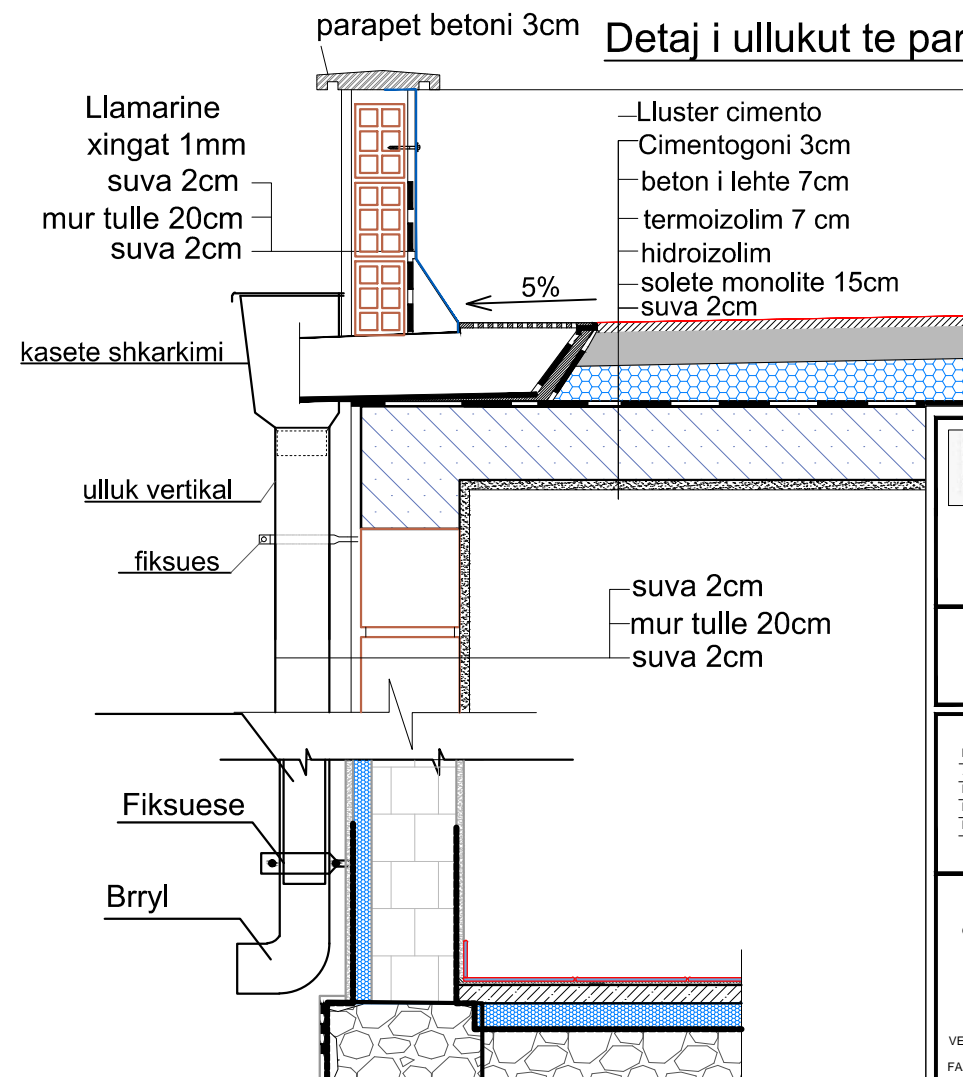 parapet betoni 3cm
Detaj i ullukut te par
Llamarine
xingat 1mm
suva 2cm
mur tulle 20cm
suva 2cm
Lluster cimento
Cimentogoni 3cm
beton i lehte 7cm
termoizolim 7 cm
hidroizolim
solete monolite 15cm
suva 2cm
5%
kasete shkarkimi
ulluk vertikal
fiksues
suva 2cm
mur tulle 20cm
suva 2cm
Fiksuese
Brryl
VE
FA